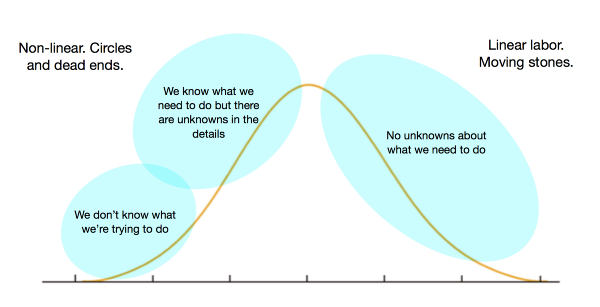 Non-linear. Circles
and dead ends.
Linear labor.
Moving stones.
We know what we
need to do but there
are unknowns in the
details
No unknowns about
what we need to do
We don't know what
we're trying to do